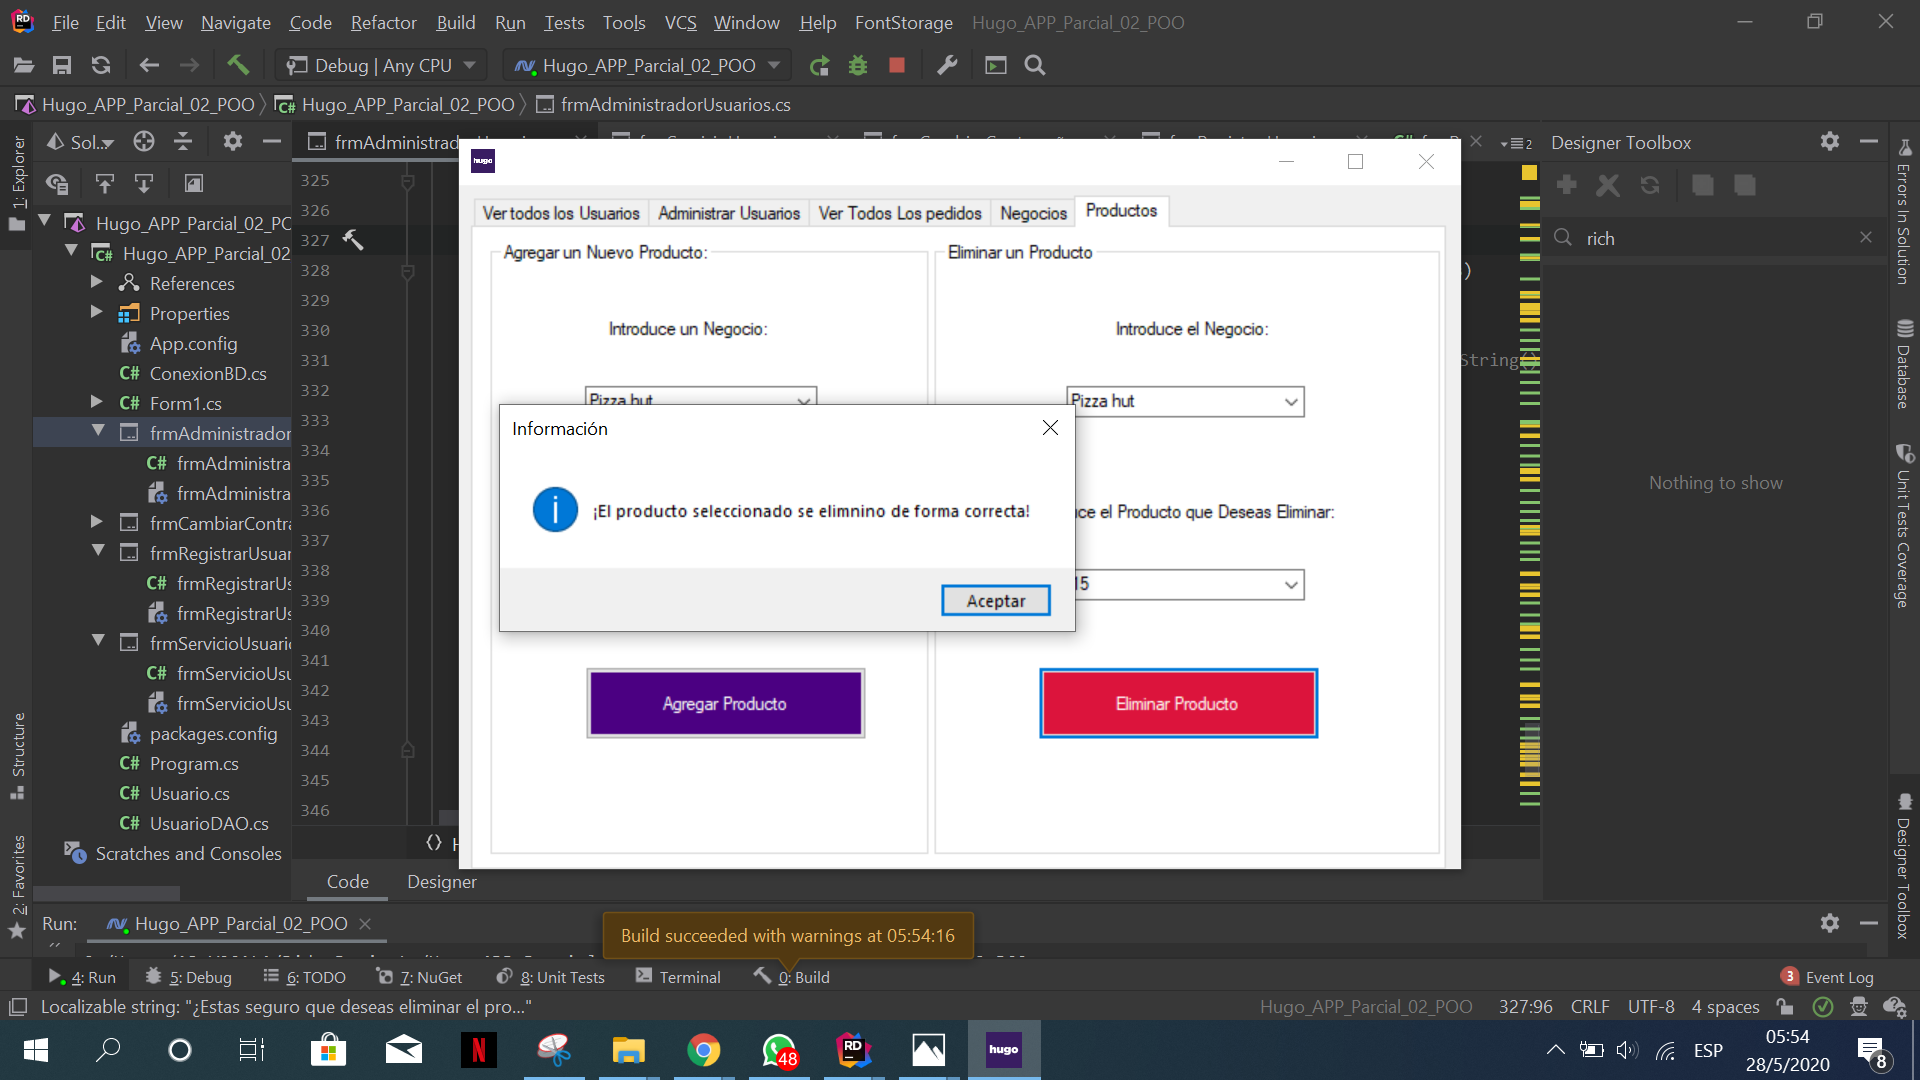 File Edit View Navigate Code Refactor Build Run Tests Tools VCS Window Help FontStorage Hugo_APP_Parcial_02_POO
Debug | Any CPU Hugo_APP_Parcial_02_POO
Hugo_APP_Parcial_02_POO Hugo_APP_Parcial_02_POO frmAdministradorUsuarios.cs
1: Explorer
Sol...
frmAdministrado
2
Designer Toolbox
rich
Nothing to show
Errors In Solution
Database
Unit Tests Coverage
Designer Toolbox
Hugo_APP_Parcial_02_PO
Hugo_APP_Parcial_02
References
Properties
App.config
ConexionBD.cs
Form1.cs
frmAdministrador
frmAdministra
frmAdministra
frmCambiarContra
frmRegistrarUsuar
frmRegistrarUs
frmRegistrarUs
frmServicioUsuari
frmServicioUsu
frmServicioUsu
packages.config
Program.cs
Usuario.cs
UsuarioDAO.cs
Scratches and Consoles
Structure
2: Favorites
325
326
327
328
329
330
331
332
333
334
335
336
337
338
339
340
341
342
343
344
345
346
)
String()
hugo
Ver todos los Usuarios Administrar Usuarios Ver Todos Los pedidos Negocios Productos
Agregar un Nuevo Producto:
Introduce un Negocio:
Pizza hut
Agregar Producto
Eliminar un Producto
Introduce el Negocio:
Pizza hut
ce el Producto que Deseas Eliminar:
15
Eliminar Producto
Información
¡El producto seleccionado se elimnino de forma correcta!
Aceptar
Code Designer
Run: Hugo_APP_Parcial_02_POO
Build succeeded with warnings at 05:54:16
4: Run 5: Debug 6: TODO 7: NuGet 8: Unit Tests Terminal 0: Build 3 Event Log
Localizable string: "¿Estas seguro que deseas eliminar el pro..." Hugo_APP_Parcial_02_POO 327:96 CRLF UTF-8 4 spaces
N 48 RD hugo ESP 05:54
28/5/2020 8